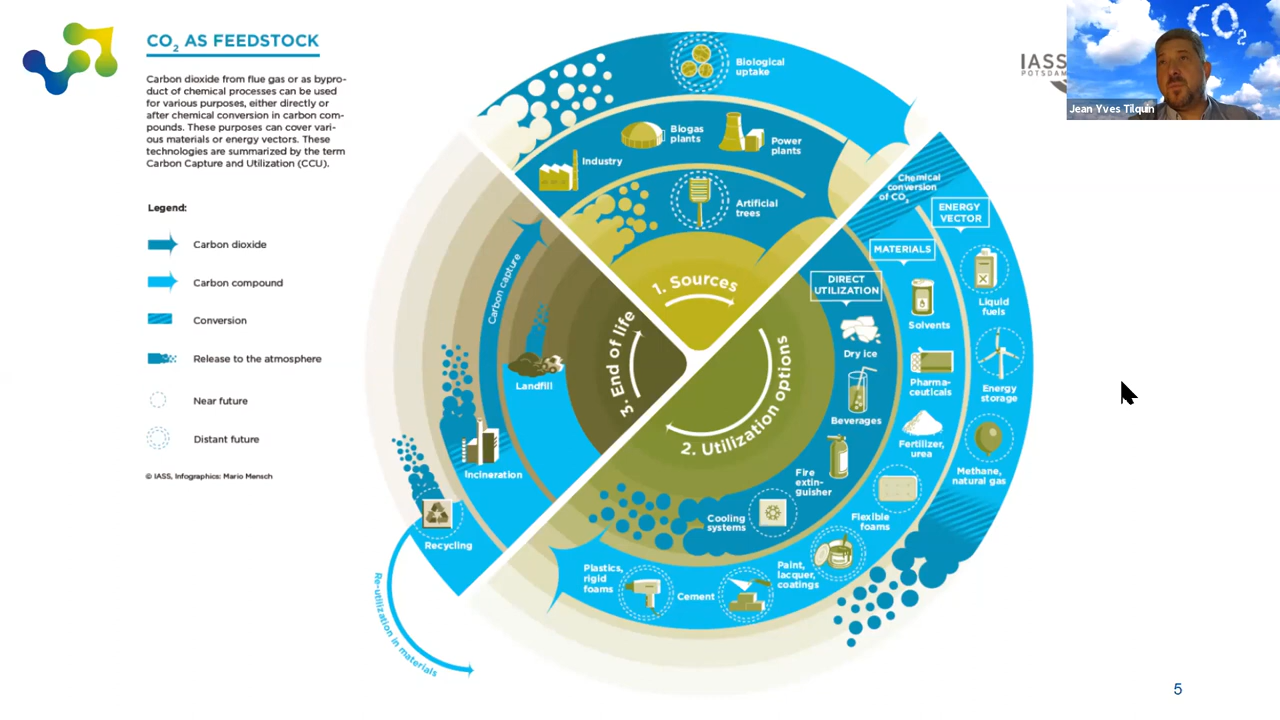 CO2 AS FEEDSTOCK
Carbon dioxide from flue gas or as bypro-
duct of chemical processes can be used
for various purposes, either directly or
after chemical conversion in carbon com-
pounds. These purposes can cover vari-
ous materials or energy vectors. These
technologies are summarized by the term
Carbon Capture and Utilization (CCU).
Legend:
Carbon dioxide
Carbon compound
Conversion
Release to the atmosphere
Near future
Distant future
© IASS, Infographics: Mario Mensch
Biological
uptake
Biogas
plants
Power
plants
Industry
Artificial
trees
1. Sources
Chemical
conversion
of CO2
ENERGY
VECTOR
MATERIALS
DIRECT
UTILIZATION
Liquid
fuels
Solvents
Dry ice
Energy
storage
Pharma-
ceuticals
Beverages
Methane,
natural gas
Fertilizer,
urea
Fire
extin-
guisher
Flexible
foams
Cooling
systems
Paint,
lacquer,
coatings
Cement
Plastics,
rigid
foams
2. Utilization options
3. End of life
Carbon capture
Landfill
Incineration
Recycling
Re-utilization in materials
IASS
POTSDAM
CO2
Jean Yves Tilquin
5